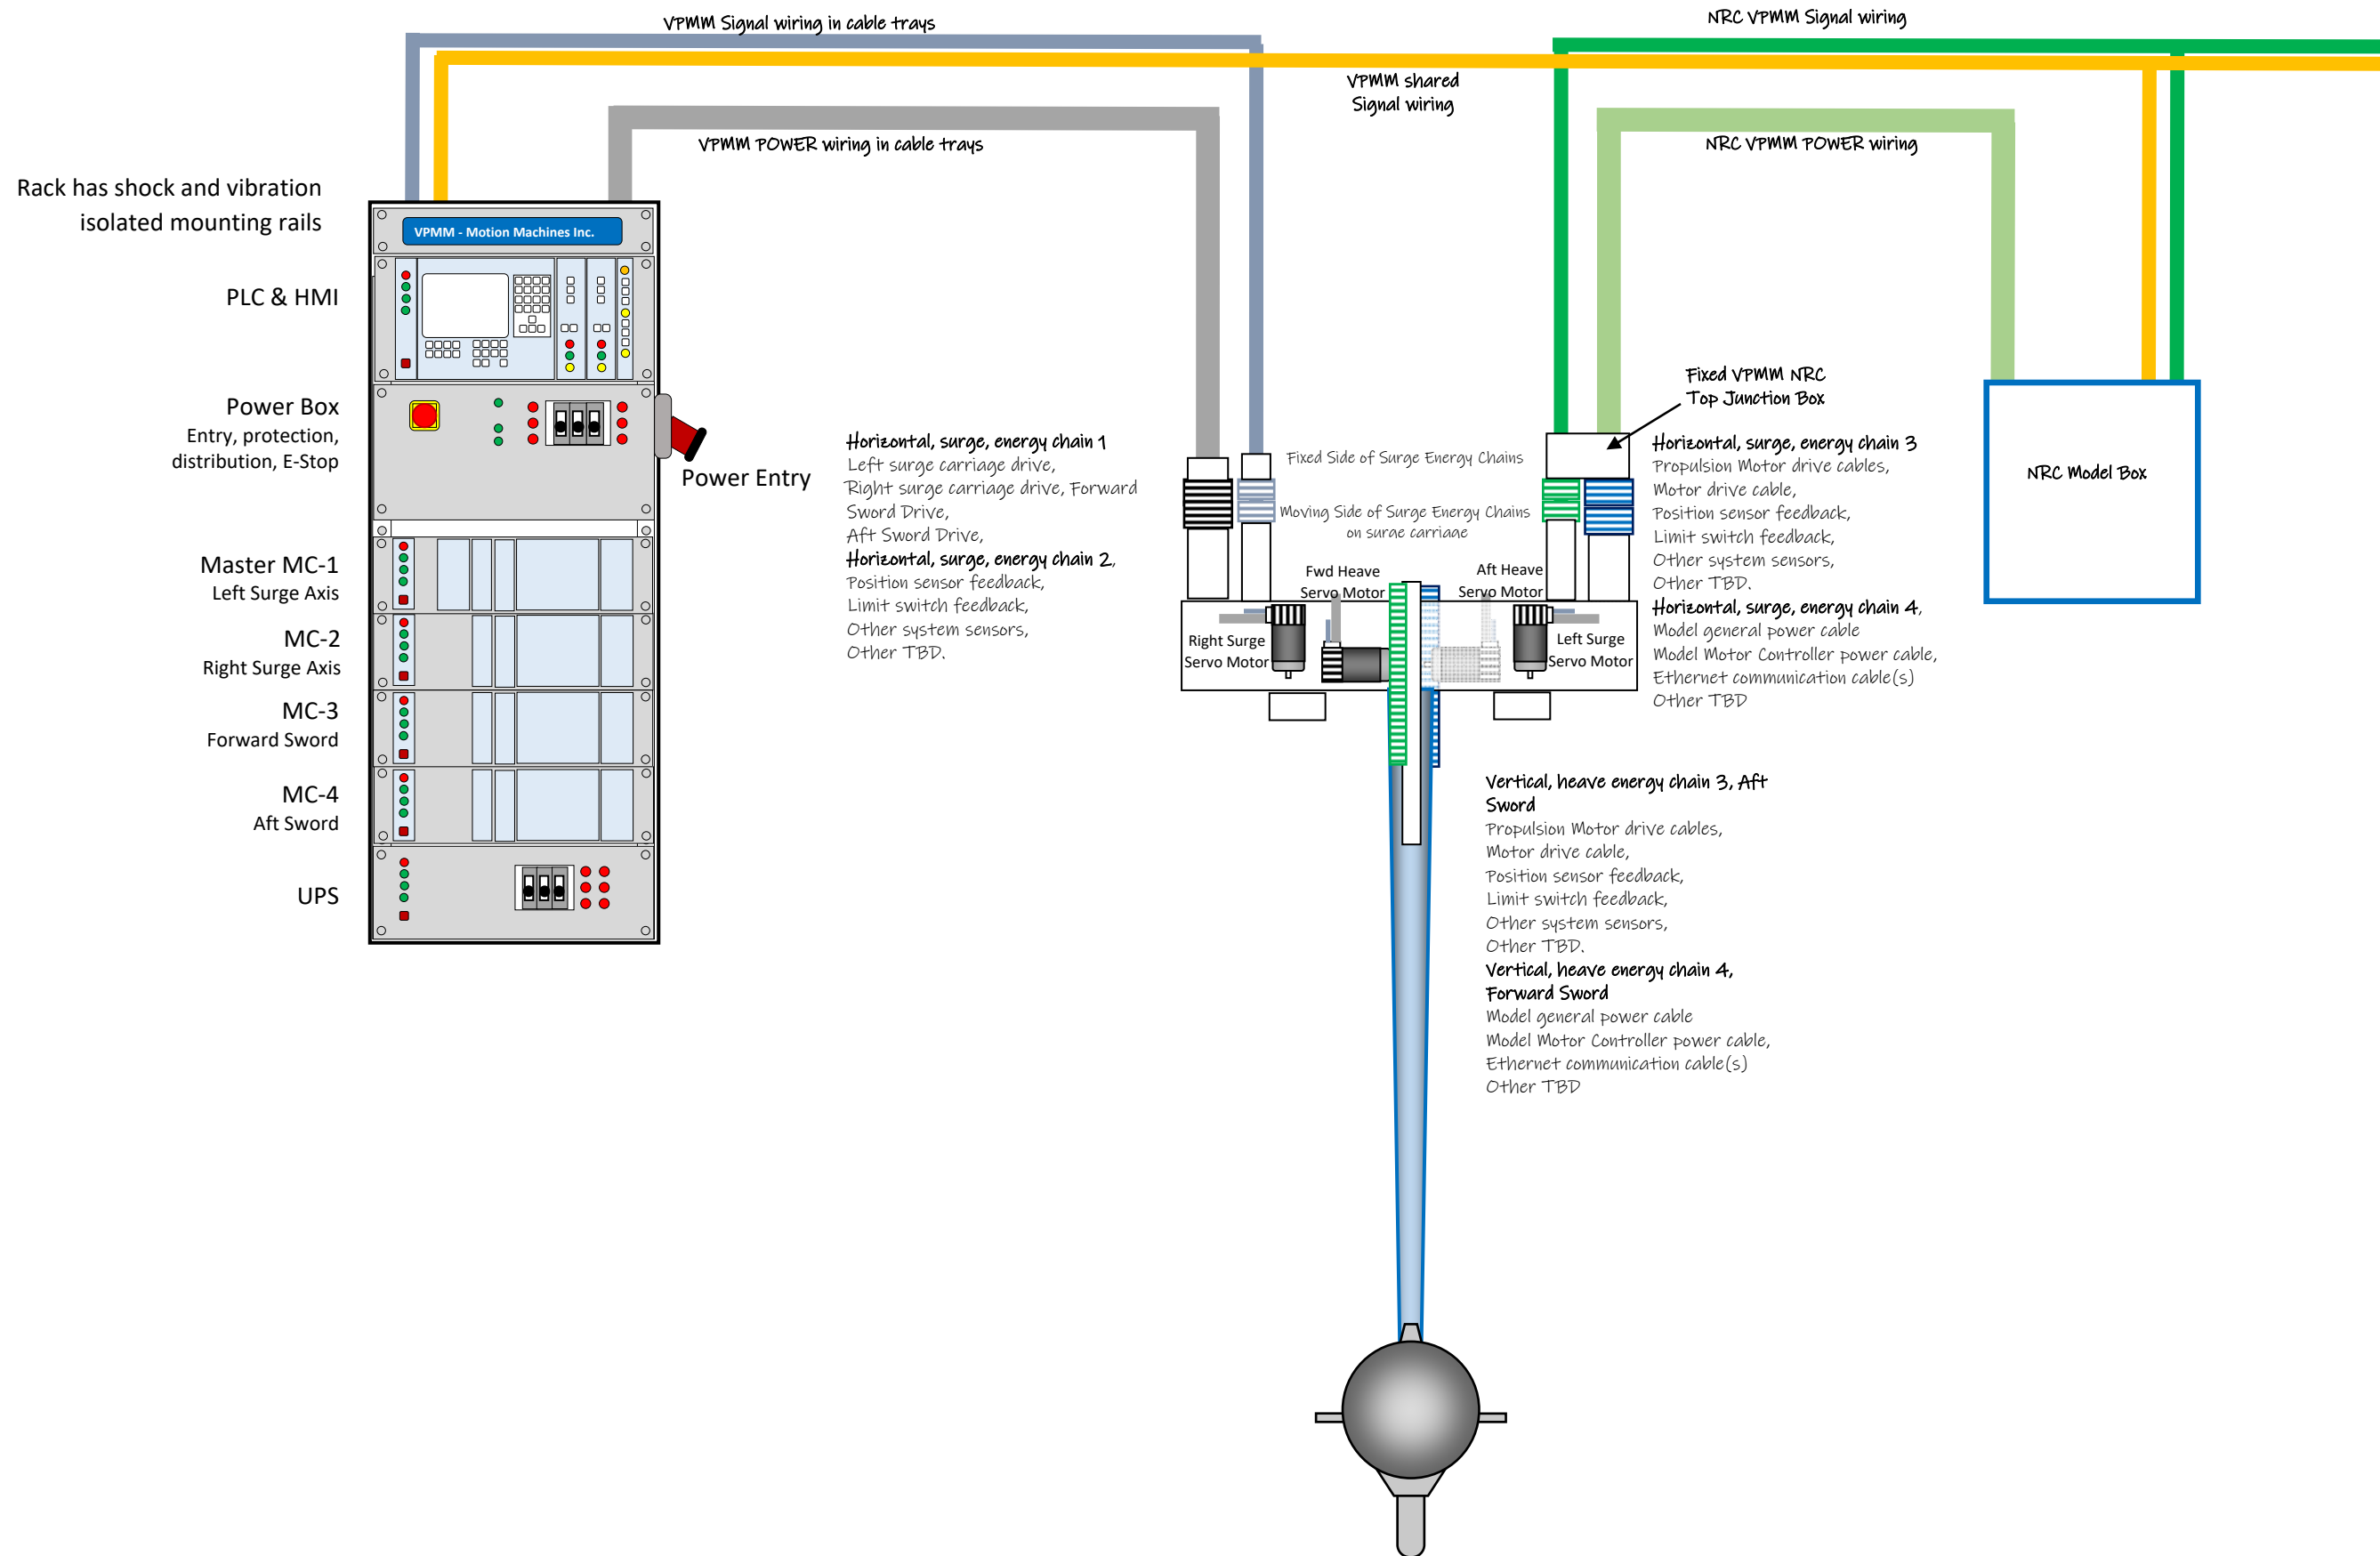 VPMM Signal wiring in cable trays
NRC VPMM Signal wiring
VPMM shared
Signal wiring
VPMM POWER wiring in cable trays
NRC VPMM POWER wiring
Rack has shock and vibration
isolated mounting rails
VPMM - Motion Machines Inc.
PLC & HMI
Power Box
Entry, protection,
distribution, E-Stop
Power Entry
Master MC-1
Left Surge Axis
MC-2
Right Surge Axis
MC-3
Forward Sword
MC-4
Aft Sword
UPS
Horizontal, surge, energy chain 1
Left surge carriage drive,
Right surge carriage drive, Forward
Sword Drive,
Aft Sword Drive,
Horizontal, surge, energy chain 2,
Position sensor feedback,
Limit switch feedback,
Other system sensors,
Other TBD.
Fixed Side of Surge Energy Chains
Moving Side of Surge Energy Chains
on surge carriage
Fwd Heave
Servo Motor
Aft Heave
Servo Motor
Right Surge
Servo Motor
Left Surge
Servo Motor
Fixed VPMM NRC
Top Junction Box
Horizontal, surge, energy chain 3
Propulsion Motor drive cables,
Motor drive cable,
Position sensor feedback,
Limit switch feedback,
Other system sensors,
Other TBD.
Horizontal, surge, energy chain 4,
Model general power cable
Model Motor Controller power cable,
Ethernet communication cable(s)
Other TBD
NRC Model Box
Vertical, heave energy chain 3, Aft
Sword
Propulsion Motor drive cables,
Motor drive cable,
Position sensor feedback,
Limit switch feedback,
Other system sensors,
Other TBD.
Vertical, heave energy chain 4,
Forward Sword
Model general power cable
Model Motor Controller power cable,
Ethernet communication cable(s)
Other TBD